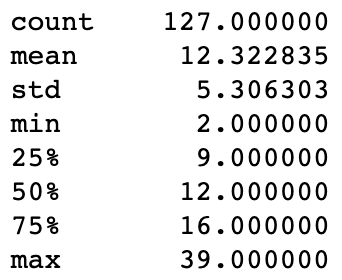 count 127.000000
mean 12.322835
std 5.306303
min 2.000000
25% 9.000000
50% 12.000000
75% 16.000000
max 39.000000